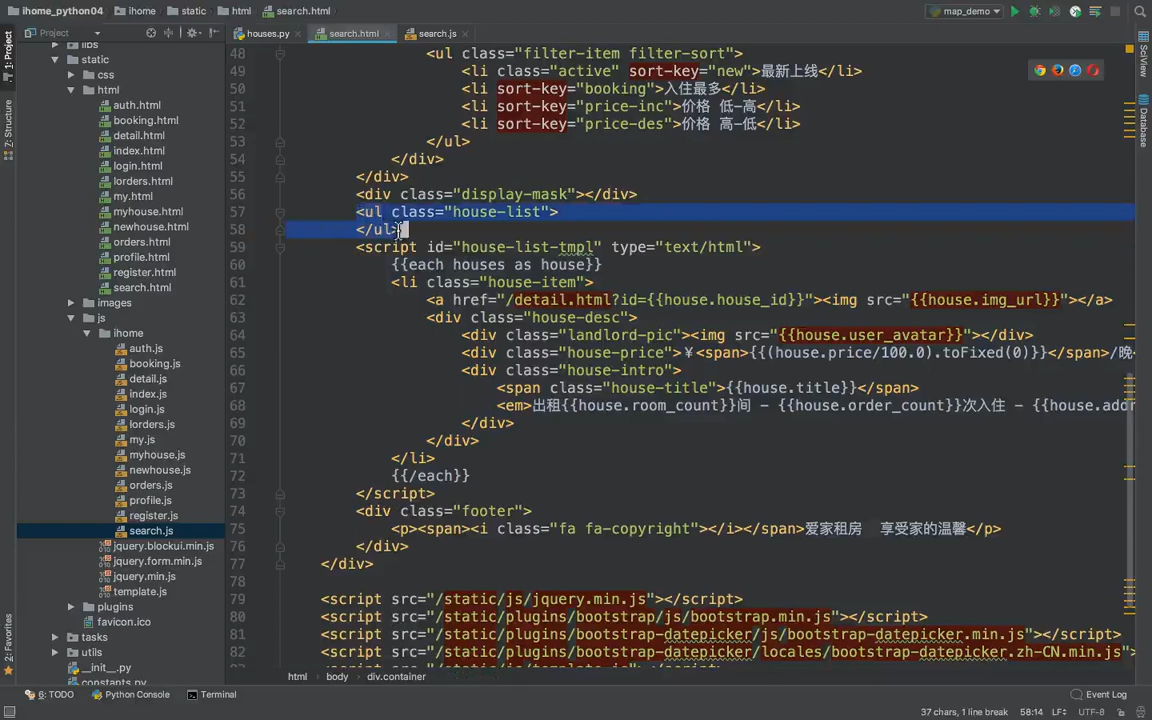 ihome_python04
ihome
static
html
search.html
map_demo
Project
houses.py
search.html
search.js
1: Project
Z: Structure
2: Favorites
SciView
Database
libs
static
css
html
auth.html
booking.html
detail.html
index.html
login.html
lorders.html
my.html
myhouse.html
newhouse.html
orders.html
profile.html
register.html
search.html
images
js
ihome
auth.js
booking.js
detail.js
index.js
login.js
lorders.js
my.js
myhouse.js
newhouse.js
orders.js
profile.js
register.js
search.js
jquery.blockui.min.js
jquery.form.min.js
jquery.min.js
template.js
plugins
favicon.ico
tasks
utils
__init__.py
constants.py
48 <ul class="filter-item filter-sort">
49 <li class="active" sort-key="new">最新上线</li>
50 <li sort-key="booking">入住最多</li>
51 <li sort-key="price-inc">价格 低-高</li>
52 <li sort-key="price-des">价格 高-低</li>
53 </ul>
54 </div>
55 </div>
56 <div class="display-mask"></div>
57 <ul class="house-list">
58 </ul>
59 <script id="house-list-tmpl" type="text/html">
60 {{each houses as house}}
61 <li class="house-item">
62 <a href="/detail.html?id={{house.house_id}}"><img src="{{house.img_url}}"></a>
63 <div class="house-desc">
64 <div class="landlord-pic"><img src="{{house.user_avatar}}"></div>
65 <div class="house-price">￥<span>{{(house.price/100.0).toFixed(0)}}</span>/晚
66 <div class="house-intro">
67 <span class="house-title">{{house.title}}</span>
68 <em>出租{{house.room_count}}间 - {{house.order_count}}次入住 - {{house.addr
69 </div>
70 </div>
71 </li>
72 {{/each}}
73 </script>
74 <div class="footer">
75 <p><span><i class="fa fa-copyright"></i></span>爱家租房 享受家的温馨</p>
76 </div>
77 </div>
78
79 <script src="/static/js/jquery.min.js"></script>
80 <script src="/static/plugins/bootstrap/js/bootstrap.min.js"></script>
81 <script src="/static/plugins/bootstrap-datepicker/js/bootstrap-datepicker.min.js"></script>
82 <script src="/static/plugins/bootstrap-datepicker/locales/bootstrap-datepicker.zh-CN.min.js">
83 <script src="/static/js/template.js"></script>
html
body
div.container
6: TODO
Python Console
Terminal
Event Log
37 chars, 1 line break
58:14
LF
UTF-8